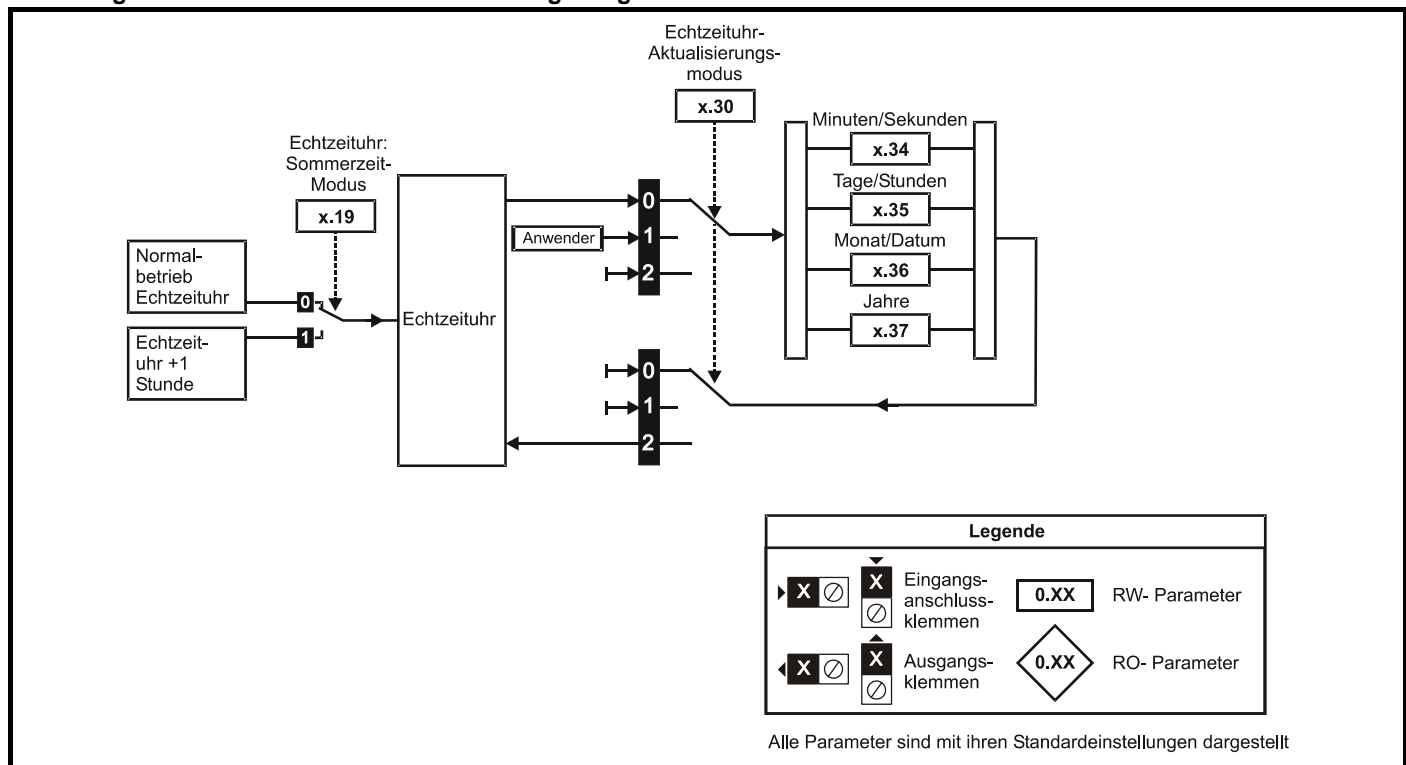 Echtzeituhr-
Aktualisierungs-
modus
x.30
Echtzeituhr:
Sommerzeit-
Modus
x.19
Normal-
betrieb
Echtzeituhr
0
1
Echtzeit-
uhr +1
Stunde
Echtzeituhr
Anwender
0
1
2
0
1
2
Minuten/Sekunden
x.34
Tage/Stunden
x.35
Monat/Datum
x.36
Jahre
x.37
Legende
X
X
Eingangs-
anschluss-
klemmen
0.XX
RW- Parameter
X
X
Ausgangs-
klemmen
0.XX
RO- Parameter
Alle Parameter sind mit ihren Standardeinstellungen dargestellt